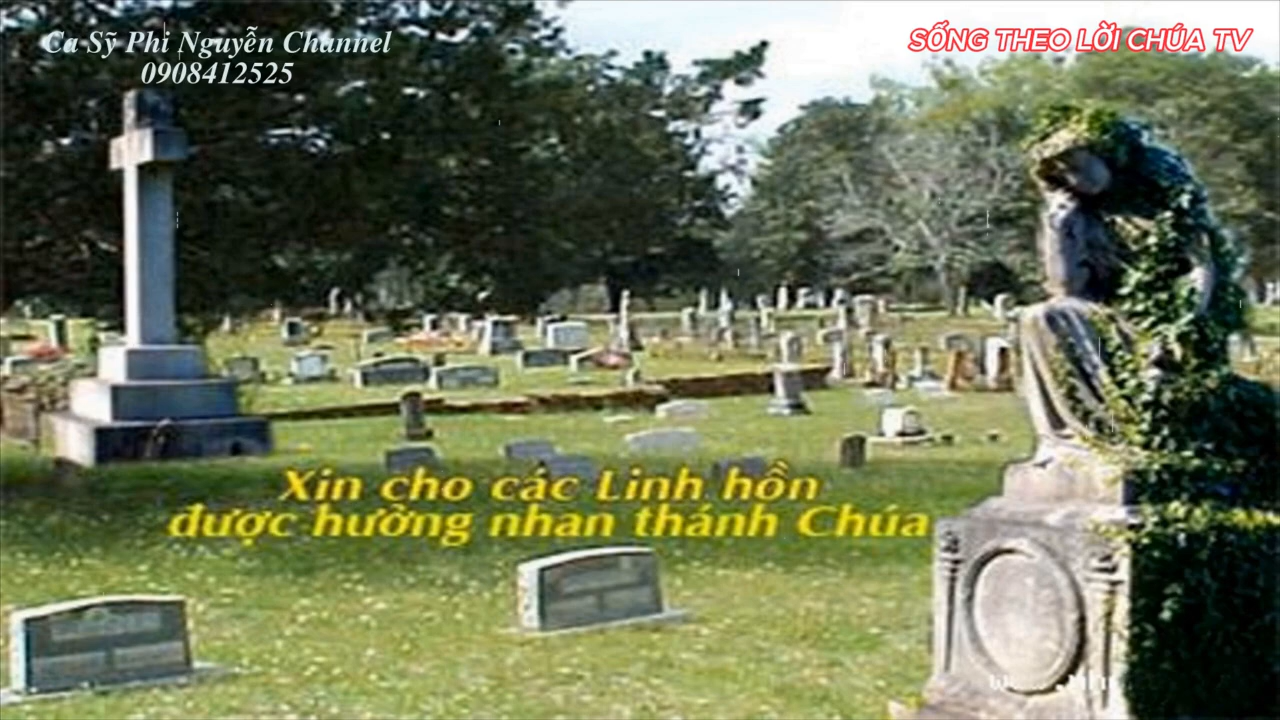 Ca Sỹ Phi Nguyễn Channel
0908412525
SỐNG THEO LỜI CHÚA TV
Xin cho các Linh hồn
được hưởng nhan thánh Chúa